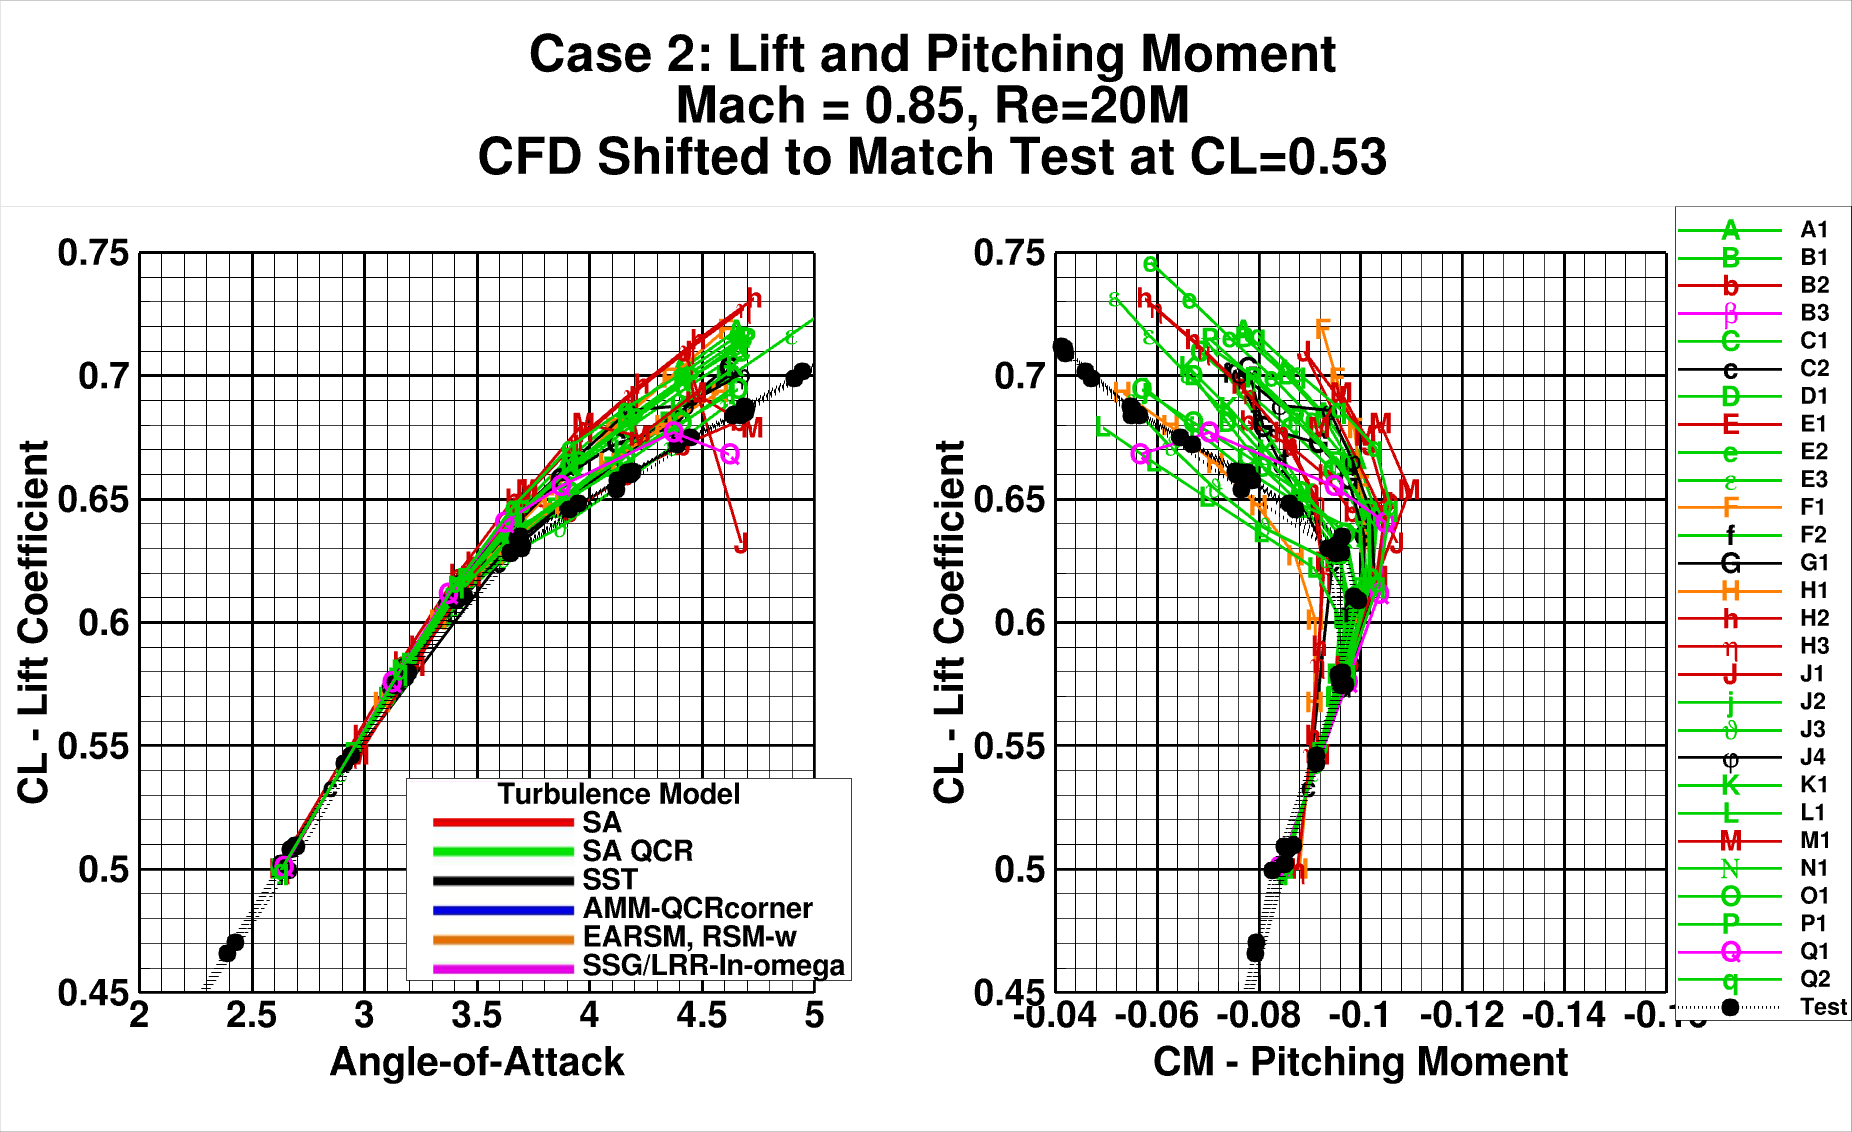 Case 2: Lift and Pitching Moment
Mach = 0.85, Re=20M
CFD Shifted to Match Test at CL=0.53
CL - Lift Coefficient
0.75
0.7
0.65
0.6
0.55
0.5
0.45
2 2.5 3 3.5 4 4.5 5
Angle-of-Attack
Turbulence Model
SA
SA QCR
SST
AMM-QCRcorner
EARSM, RSM-w
SSG/LRR-ln-omega
CL - Lift Coefficient
0.75
0.7
0.65
0.6
0.55
0.5
0.45
-0.04 -0.06 -0.08 -0.1 -0.12 -0.14
CM - Pitching Moment
A A1
B B1
b B2
β B3
C C1
c C2
D D1
E E1
e E2
ε E3
F F1
f F2
G G1
H H1
h H2
η H3
J J1
j J2
ϑ J3
φ J4
K K1
L L1
M M1
N N1
O O1
P P1
Q Q1
q Q2
Test